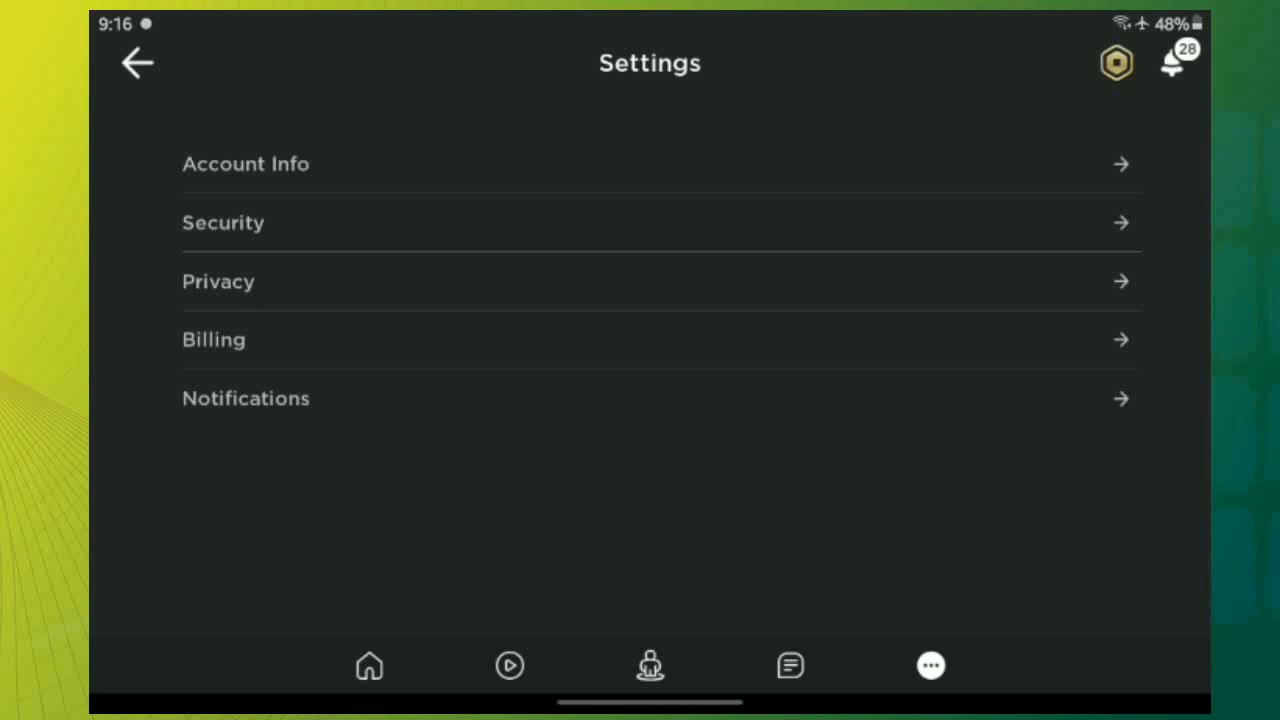 9:16 48%
Settings
28
Account Info
Security
Privacy
Billing
Notifications